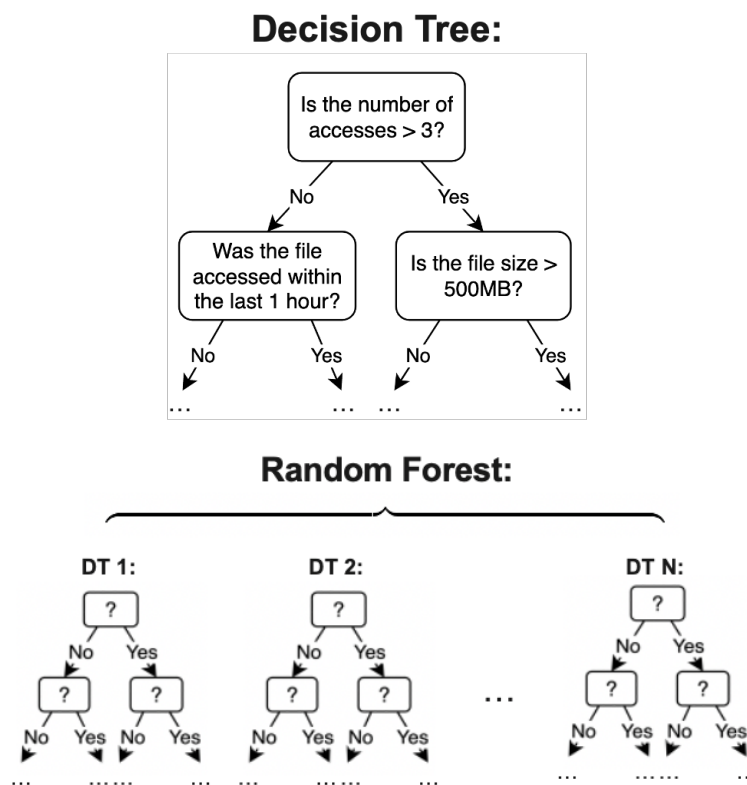 Decision Tree:
Is the number of
accesses > 3?
No
Yes
Was the file
accessed within
the last 1 hour?
Is the file size >
500MB?
No
Yes
No
Yes
...
...
...
...
Random Forest:
DT 1:
DT 2:
DT N:
?
?
?
No
Yes
No
Yes
No
Yes
?
?
?
?
...
?
?
No
Yes
No
Yes
No
Yes
No
Yes
No
Yes
No
Yes
...
......
...
...
......
...
...
......
..